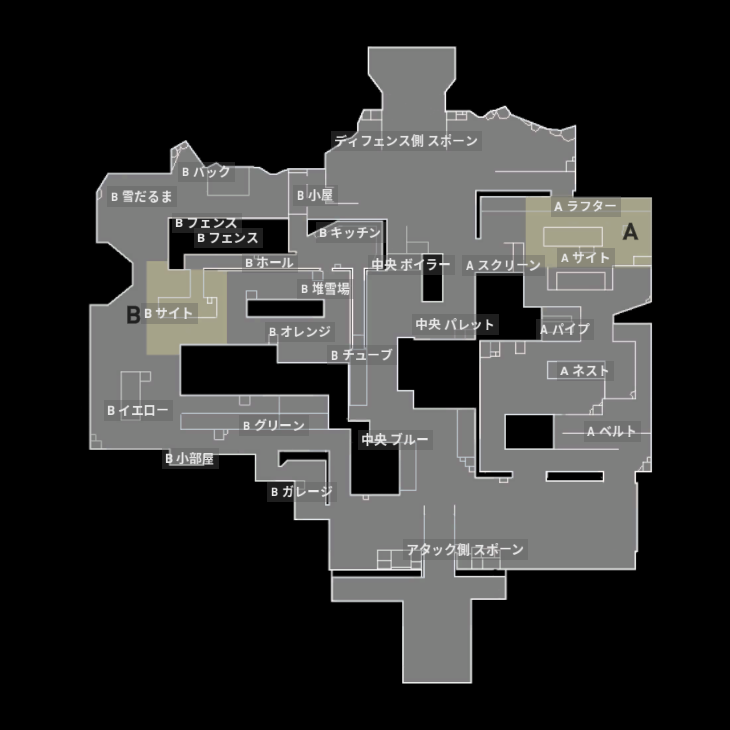 ディフェンス側 スポーン
B バック
B 雪だるま
B 小屋
A ラフター
B フェンス
B フェンス
B キッチン
A
B ホール
中央 ボイラー
A スクリーン
A サイト
B 堆雪場
B
B サイト
B オレンジ
中央 パレット
A パイプ
B チューブ
A ネスト
B イエロー
B グリーン
中央 ブルー
A ベルト
B 小部屋
B ガレージ
アタック側 スポーン